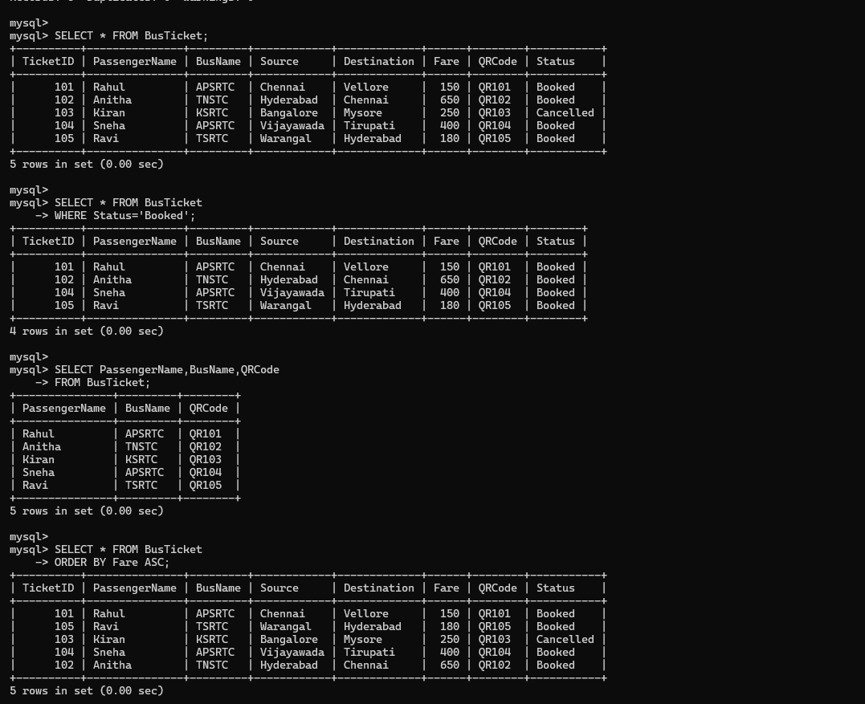 mysql>
mysql> SELECT * FROM BusTicket;
+----------+---------------+---------+------------+-------------+------+--------+-----------+
| TicketID | PassengerName | BusName | Source     | Destination | Fare | QRCode | Status    |
+----------+---------------+---------+------------+-------------+------+--------+-----------+
|      101 | Rahul         | APSRTC  | Chennai    | Vellore     |  150 | QR101  | Booked    |
|      102 | Anitha        | TNSTC   | Hyderabad  | Chennai     |  650 | QR102  | Booked    |
|      103 | Kiran         | KSRTC   | Bangalore  | Mysore      |  250 | QR103  | Cancelled |
|      104 | Sneha         | APSRTC  | Vijayawada | Tirupati    |  400 | QR104  | Booked    |
|      105 | Ravi          | TSRTC   | Warangal   | Hyderabad   |  180 | QR105  | Booked    |
+----------+---------------+---------+------------+-------------+------+--------+-----------+
5 rows in set (0.00 sec)
mysql>
mysql> SELECT * FROM BusTicket
    -> WHERE Status='Booked';
+----------+---------------+---------+------------+-------------+------+--------+--------+
| TicketID | PassengerName | BusName | Source     | Destination | Fare | QRCode | Status |
+----------+---------------+---------+------------+-------------+------+--------+--------+
|      101 | Rahul         | APSRTC  | Chennai    | Vellore     |  150 | QR101  | Booked |
|      102 | Anitha        | TNSTC   | Hyderabad  | Chennai     |  650 | QR102  | Booked |
|      104 | Sneha         | APSRTC  | Vijayawada | Tirupati    |  400 | QR104  | Booked |
|      105 | Ravi          | TSRTC   | Warangal   | Hyderabad   |  180 | QR105  | Booked |
+----------+---------------+---------+------------+-------------+------+--------+--------+
4 rows in set (0.00 sec)
mysql>
mysql> SELECT PassengerName,BusName,QRCode
    -> FROM BusTicket;
+---------------+---------+--------+
| PassengerName | BusName | QRCode |
+---------------+---------+--------+
| Rahul         | APSRTC  | QR101  |
| Anitha        | TNSTC   | QR102  |
| Kiran         | KSRTC   | QR103  |
| Sneha         | APSRTC  | QR104  |
| Ravi          | TSRTC   | QR105  |
+---------------+---------+--------+
5 rows in set (0.00 sec)
mysql>
mysql> SELECT * FROM BusTicket
    -> ORDER BY Fare ASC;
+----------+---------------+---------+------------+-------------+------+--------+-----------+
| TicketID | PassengerName | BusName | Source     | Destination | Fare | QRCode | Status    |
+----------+---------------+---------+------------+-------------+------+--------+-----------+
|      101 | Rahul         | APSRTC  | Chennai    | Vellore     |  150 | QR101  | Booked    |
|      105 | Ravi          | TSRTC   | Warangal   | Hyderabad   |  180 | QR105  | Booked    |
|      103 | Kiran         | KSRTC   | Bangalore  | Mysore      |  250 | QR103  | Cancelled |
|      104 | Sneha         | APSRTC  | Vijayawada | Tirupati    |  400 | QR104  | Booked    |
|      102 | Anitha        | TNSTC   | Hyderabad  | Chennai     |  650 | QR102  | Booked    |
+----------+---------------+---------+------------+-------------+------+--------+-----------+
5 rows in set (0.00 sec)